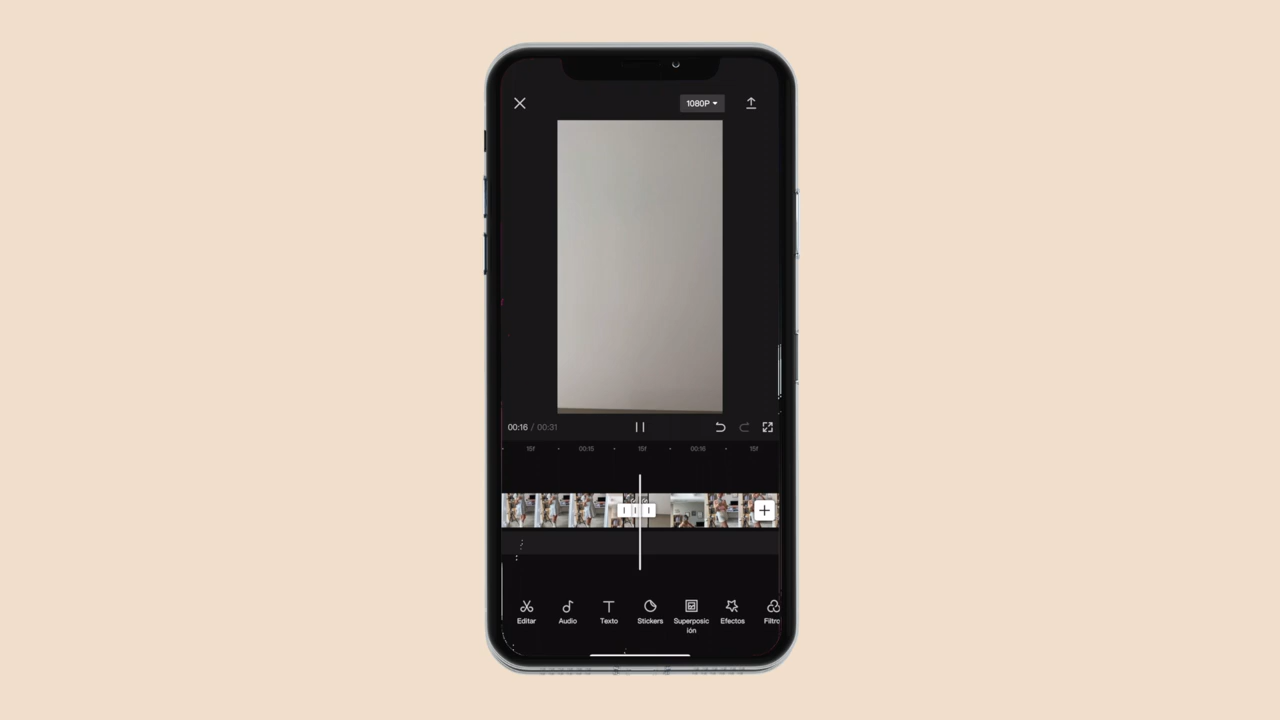 1080P
00:16 / 00:31
15f 00:15 15f 00:16 15f
Editar Audio Texto Stickers Superposic Efectos Filtro
ión